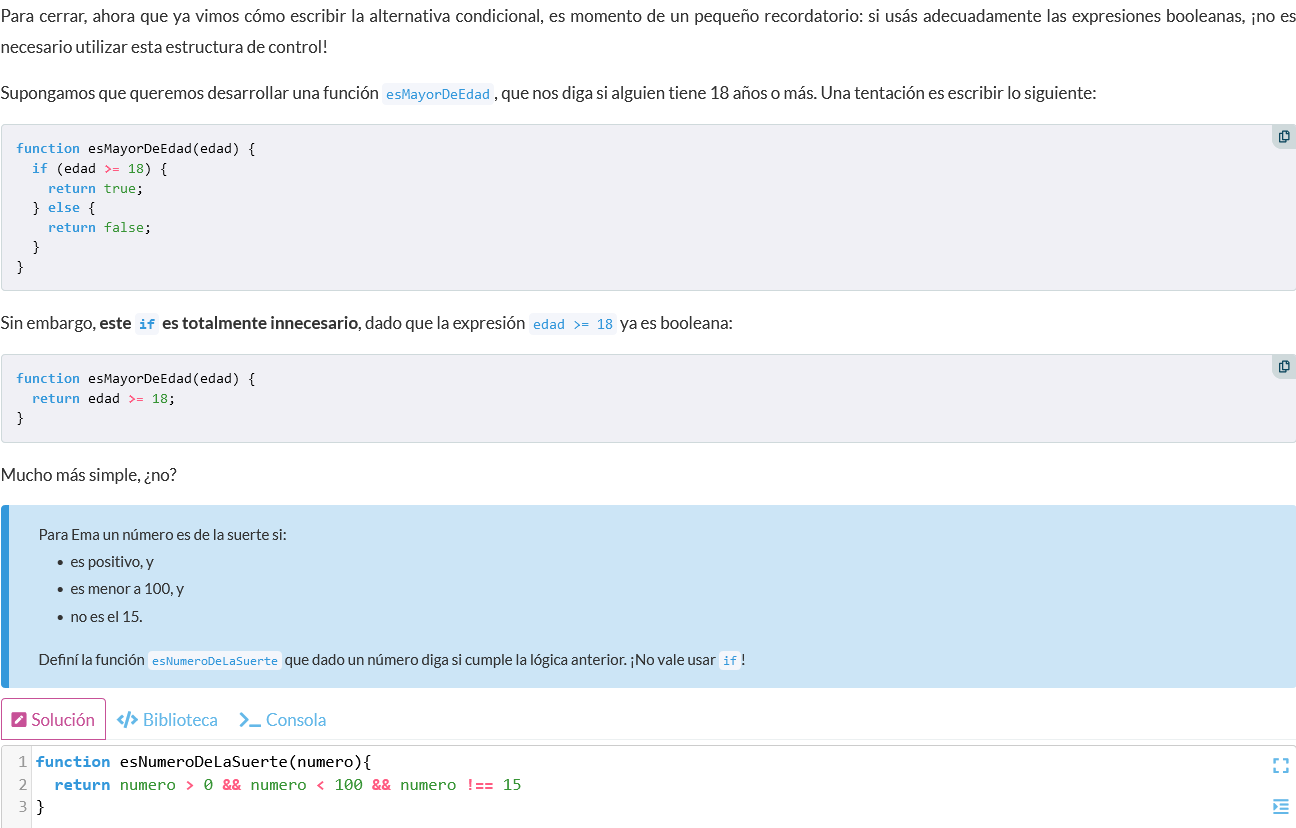 Para cerrar, ahora que ya vimos cómo escribir la alternativa condicional, es momento de un pequeño recordatorio: si usás adecuadamente las expresiones booleanas, ¡no es
necesario utilizar esta estructura de control!
Supongamos que queremos desarrollar una función esMayorDeEdad, que nos diga si alguien tiene 18 años o más. Una tentación es escribir lo siguiente:
function esMayorDeEdad(edad) {
  if (edad >= 18) {
    return true;
  } else {
    return false;
  }
}
Sin embargo, este if es totalmente innecesario, dado que la expresión edad >= 18 ya es booleana:
function esMayorDeEdad(edad) {
  return edad >= 18;
}
Mucho más simple, ¿no?
Para Ema un número es de la suerte si:
• es positivo, y
• es menor a 100, y
• no es el 15.
Definí la función esNumeroDeLaSuerte que dado un número diga si cumple la lógica anterior. ¡No vale usar if!
Solución </> Biblioteca >_ Consola
1 function esNumeroDeLaSuerte(numero){
2   return numero > 0 && numero < 100 && numero !== 15
3 }